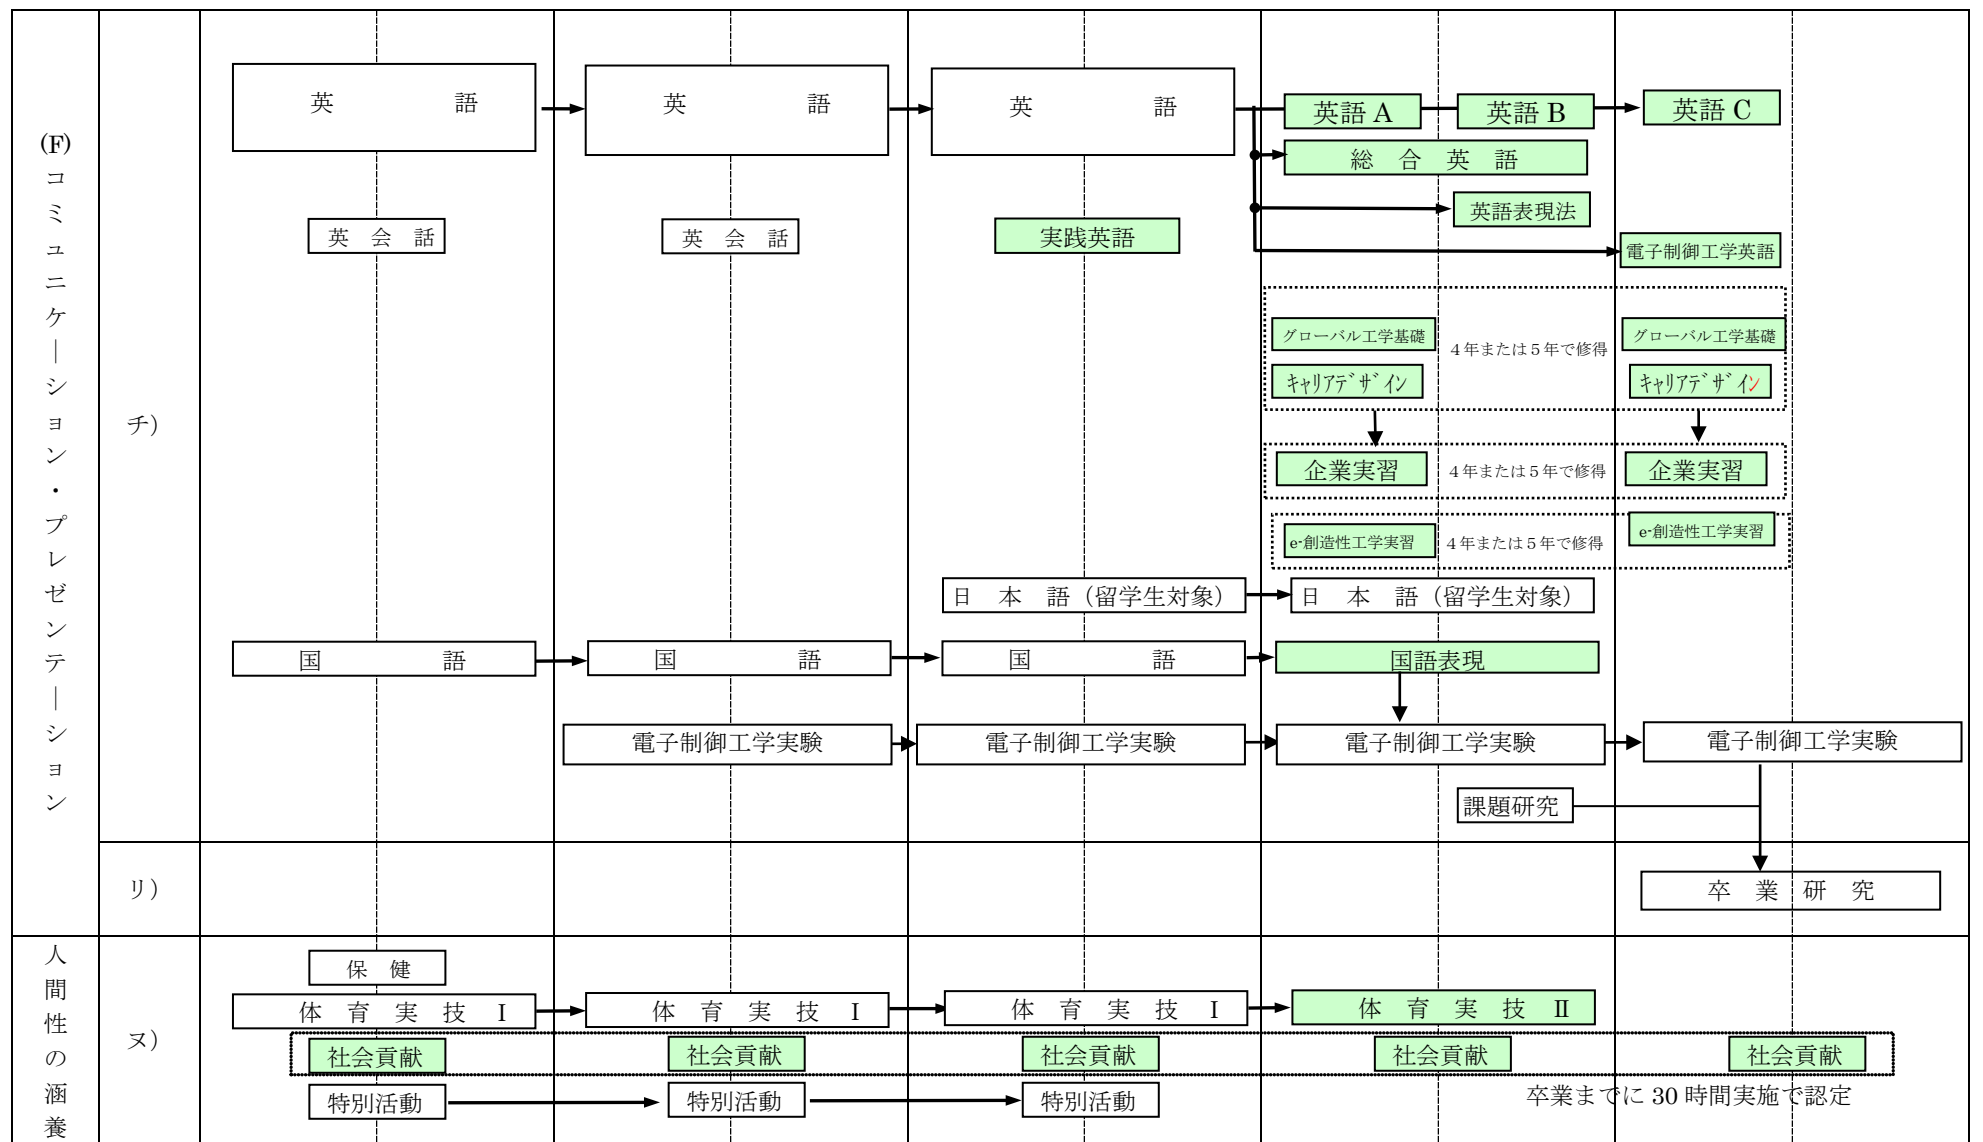 (F)コミュニケ―ション・プレゼンテ―ション
チ）
英　語
英　語
英　語
英語 A
英語 B
英語 C
総 合 英 語
英語表現法
英 会 話
英 会 話
実践英語
電子制御工学英語
グローバル工学基礎
４年または５年で修得
グローバル工学基礎
ｷｬﾘｱﾃﾞｻﾞｲﾝ
ｷｬﾘｱﾃﾞｻﾞｲﾝ
企業実習
４年または５年で修得
企業実習
e-創造性工学実習
４年または５年で修得
e-創造性工学実習
日 本 語（留学生対象）
日 本 語（留学生対象）
国　語
国　語
国　語
国語表現
電子制御工学実験
電子制御工学実験
電子制御工学実験
電子制御工学実験
課題研究
リ）
卒 業 研 究
人間性の涵養
ヌ）
保 健
体 育 実 技 Ⅰ
体 育 実 技 Ⅰ
体 育 実 技 Ⅰ
体 育 実 技 Ⅱ
社会貢献
社会貢献
社会貢献
社会貢献
社会貢献
特別活動
特別活動
特別活動
卒業までに 30 時間実施で認定